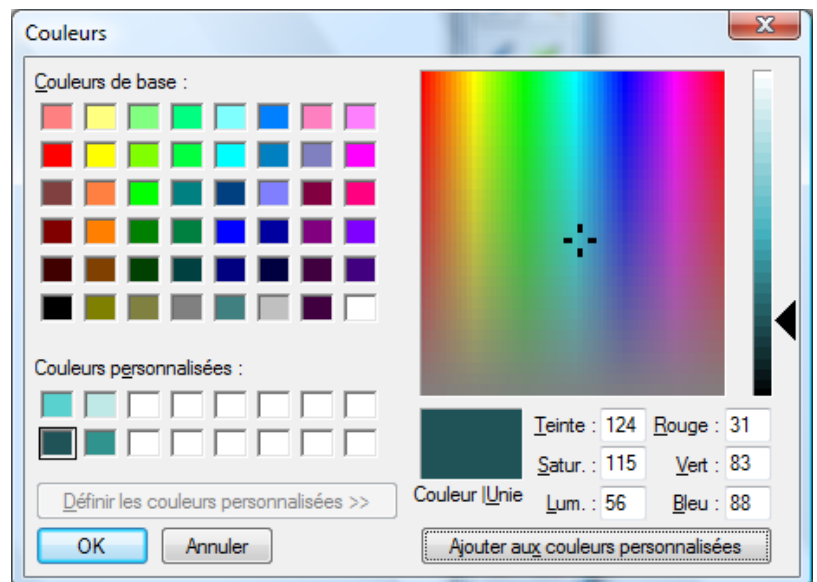 Couleurs
Couleurs de base :
Couleurs personnalisées :
Définir les couleurs personnalisées >>
OK Annuler
Couleur |Unie
Teinte : 124 Rouge : 31
Satur. : 115 Vert : 83
Lum. : 56 Bleu : 88
Ajouter aux couleurs personnalisées